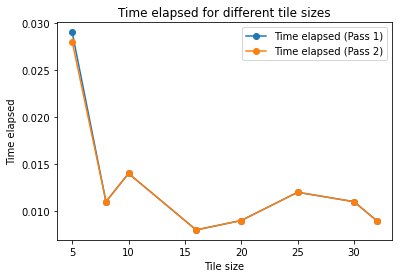 Time elapsed for different tile sizes
Time elapsed (Pass 1)
Time elapsed (Pass 2)
0.030
0.025
0.020
0.015
0.010
Time elapsed
5
10
15
20
25
30
Tile size